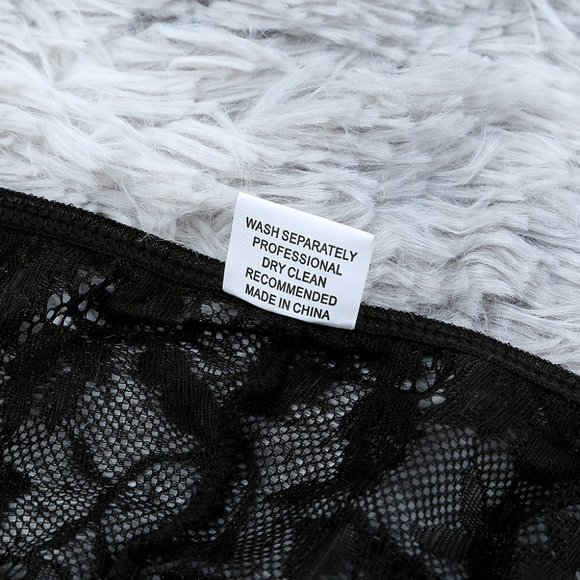 WASH SEPARATELY
PROFESSIONAL
DRY CLEAN
RECOMMENDED
MADE IN CHINA